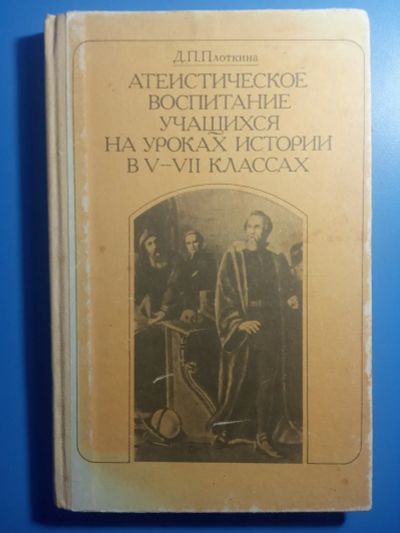 Д.П.Плоткина
АТЕИСТИЧЕСКОЕ
ВОСПИТАНИЕ
УЧАЩИХСЯ
НА УРОКАХ ИСТОРИИ
В V—VII КЛАССАХ